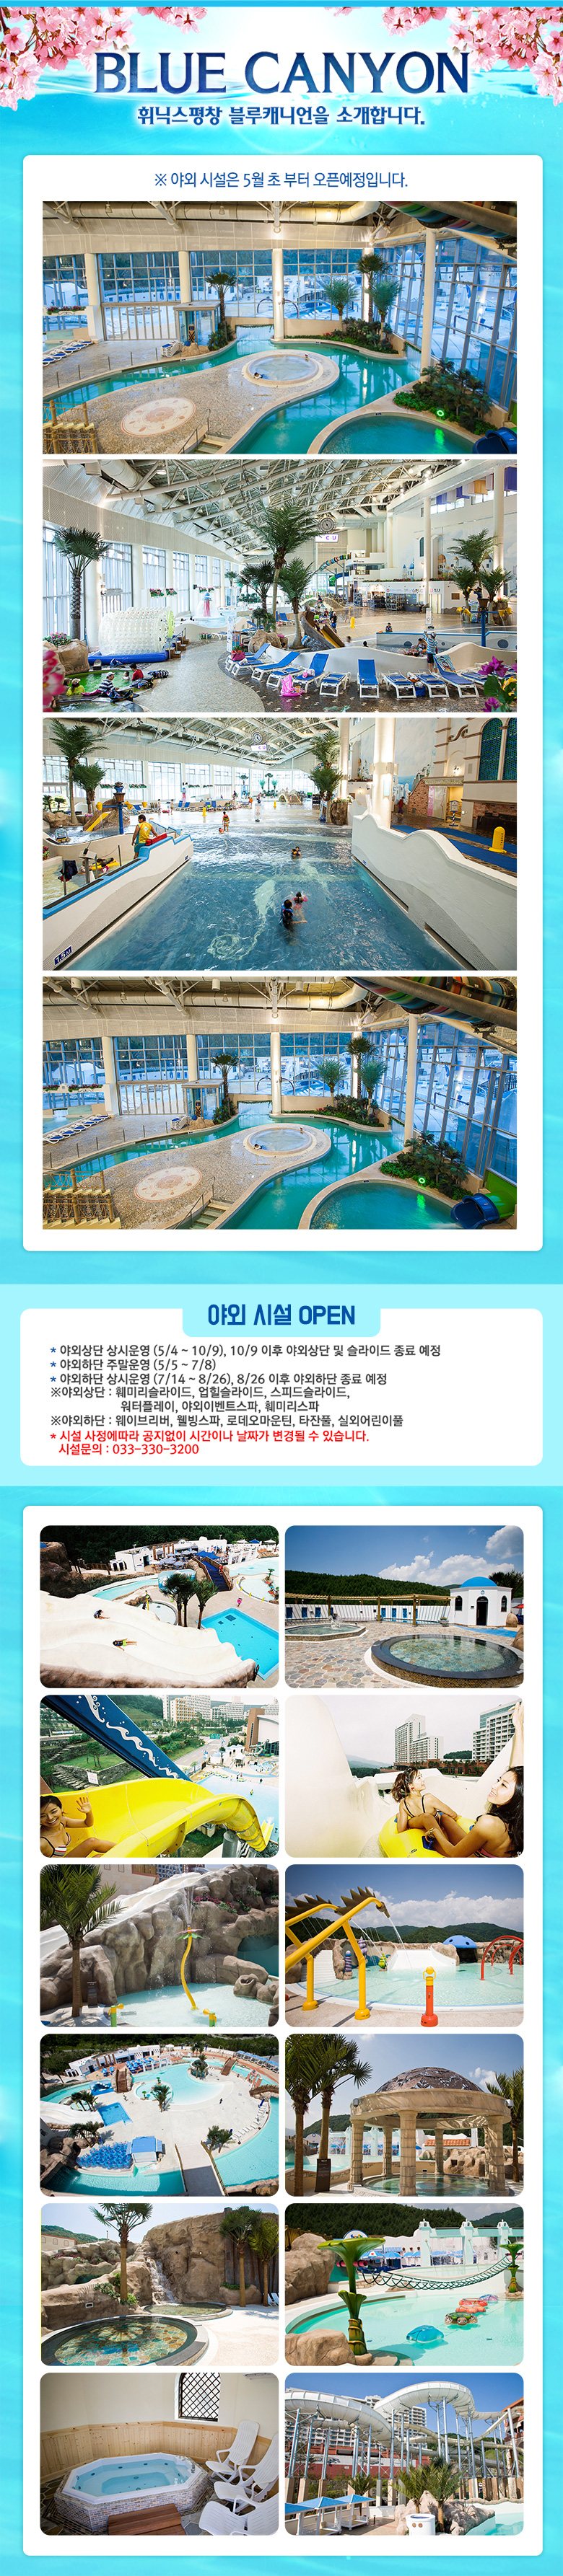 BLUE CANYON
휘닉스평창 블루캐니언을 소개합니다.
※ 야외 시설은 5월 초 부터 오픈예정입니다.
CU
1.5M
야외 시설 OPEN
* 야외상단 상시운영 (5/4 ~ 10/9), 10/9 이후 야외상단 및 슬라이드 종료 예정
* 야외하단 주말운영 (5/5 ~ 7/8)
* 야외하단 상시운영 (7/14 ~ 8/26), 8/26 이후 야외하단 종료 예정
※야외상단 : 훼미리슬라이드, 업힐슬라이드, 스피드슬라이드,
워터플레이, 야외이벤트스파, 훼미리스파
※야외하단 : 웨이브리버, 웰빙스파, 로데오마운틴, 타잔풀, 실외어린이풀
* 시설 사정에따라 공지없이 시간이나 날짜가 변경될 수 있습니다.
시설문의 : 033-330-3200